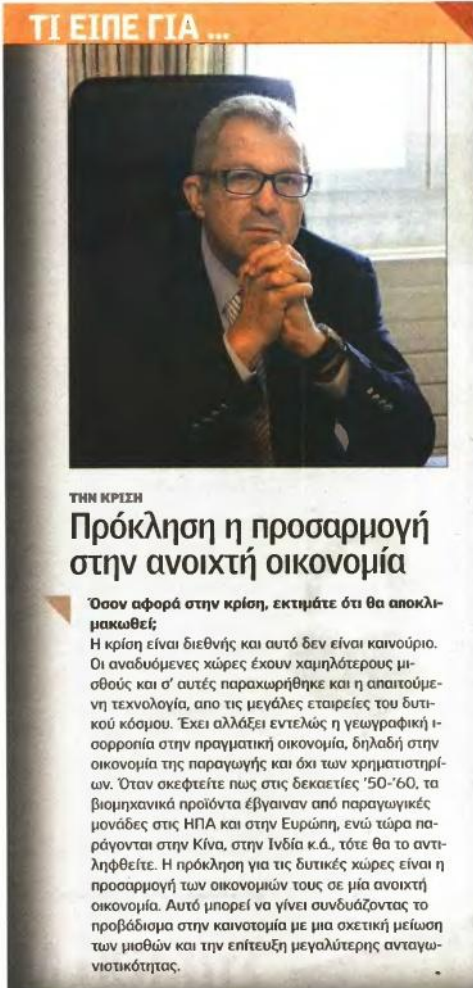 ΤΙ ΕΙΠΕ ΓΙΑ ...
ΤΗΝ ΚΡΙΣΗ
Πρόκληση η προσαρμογή
στην ανοιχτή οικονομία
Όσον αφορά στην κρίση, εκτιμάτε ότι θα αποκλι-
μακωθεί;
Η κρίση είναι διεθνής και αυτό δεν είναι καινούριο.
Οι αναδυόμενες χώρες έχουν χαμηλότερους μι-
σθούς και σ' αυτές παραχωρήθηκε και η απαιτούμε-
νη τεχνολογία, απο τις μεγάλες εταιρείες του δυτι-
κού κόσμου. Έχει αλλάξει εντελώς η γεωγραφική ι-
σορροπία στην πραγματική οικονομία, δηλαδή στην
οικονομία της παραγωγής και όχι των χρηματιστηρί-
ων. Όταν σκεφτείτε πως στις δεκαετίες '50-'60, τα
βιομηχανικά προϊόντα έβγαιναν από παραγωγικές
μονάδες στις ΗΠΑ και στην Ευρώπη, ενώ τώρα πα-
ράγονται στην Κίνα, στην Ινδία κ.ά., τότε θα το αντι-
ληφθείτε. Η πρόκληση για τις δυτικές χώρες είναι η
προσαρμογή των οικονομιών τους σε μία ανοιχτή
οικονομία. Αυτό μπορεί να γίνει συνδυάζοντας το
προβάδισμα στην καινοτομία με μια σχετική μείωση
των μισθών και την επίτευξη μεγαλύτερης ανταγω-
νιστικότητας.